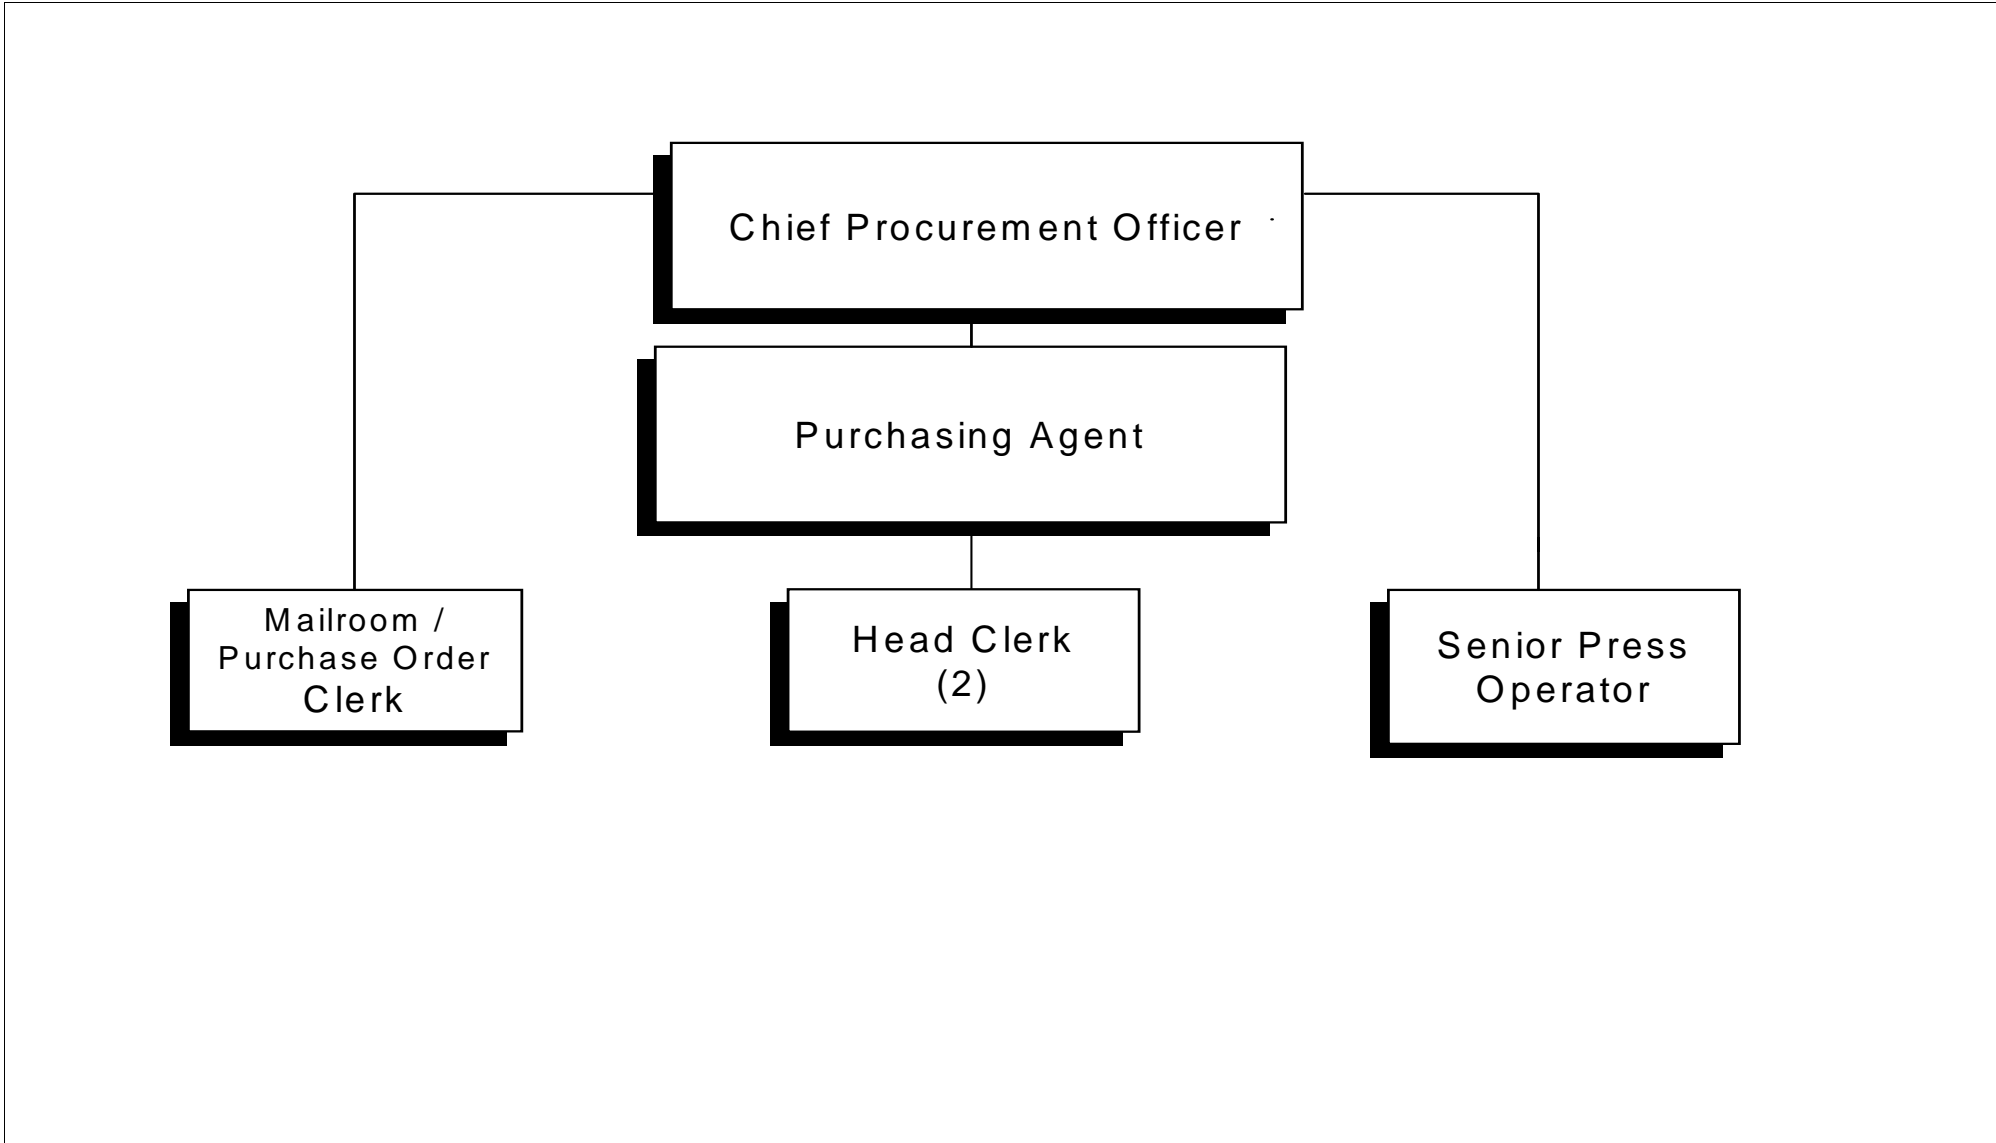 Chief Procurement Officer
Purchasing Agent
Mailroom /
Purchase Order
Clerk
Head Clerk
(2)
Senior Press
Operator